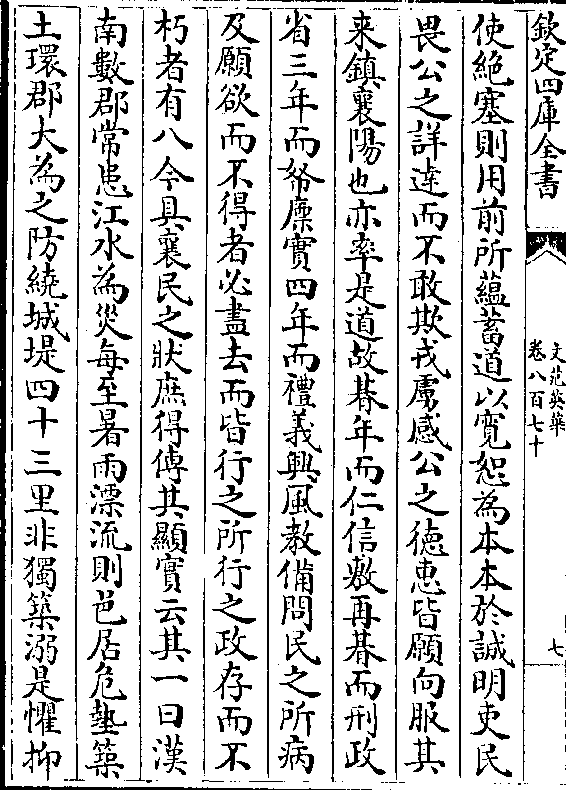 欽定四庫全書
文苑英華
卷八百七十
七
使絶塞則用前所蘊蓄道以寛恕為本本於誠明吏民
畏公之詳達而不敢欺戎虜感公之徳恵皆願向服其
来鎮襄陽也亦率是道故朞年而仁信敷再朞而刑政
省三年而帑廪實四年而禮義興風教備問民之所病
及願欲而不得者必盡去而皆行之所行之政存而不
朽者有八今具襄民之狀庶得傳其顯實云其一曰漢
南數郡常患江水為災每至暑雨漂流則邑居危墊築
土環郡大為之防繞城堤四十三里非獨築溺是懼抑